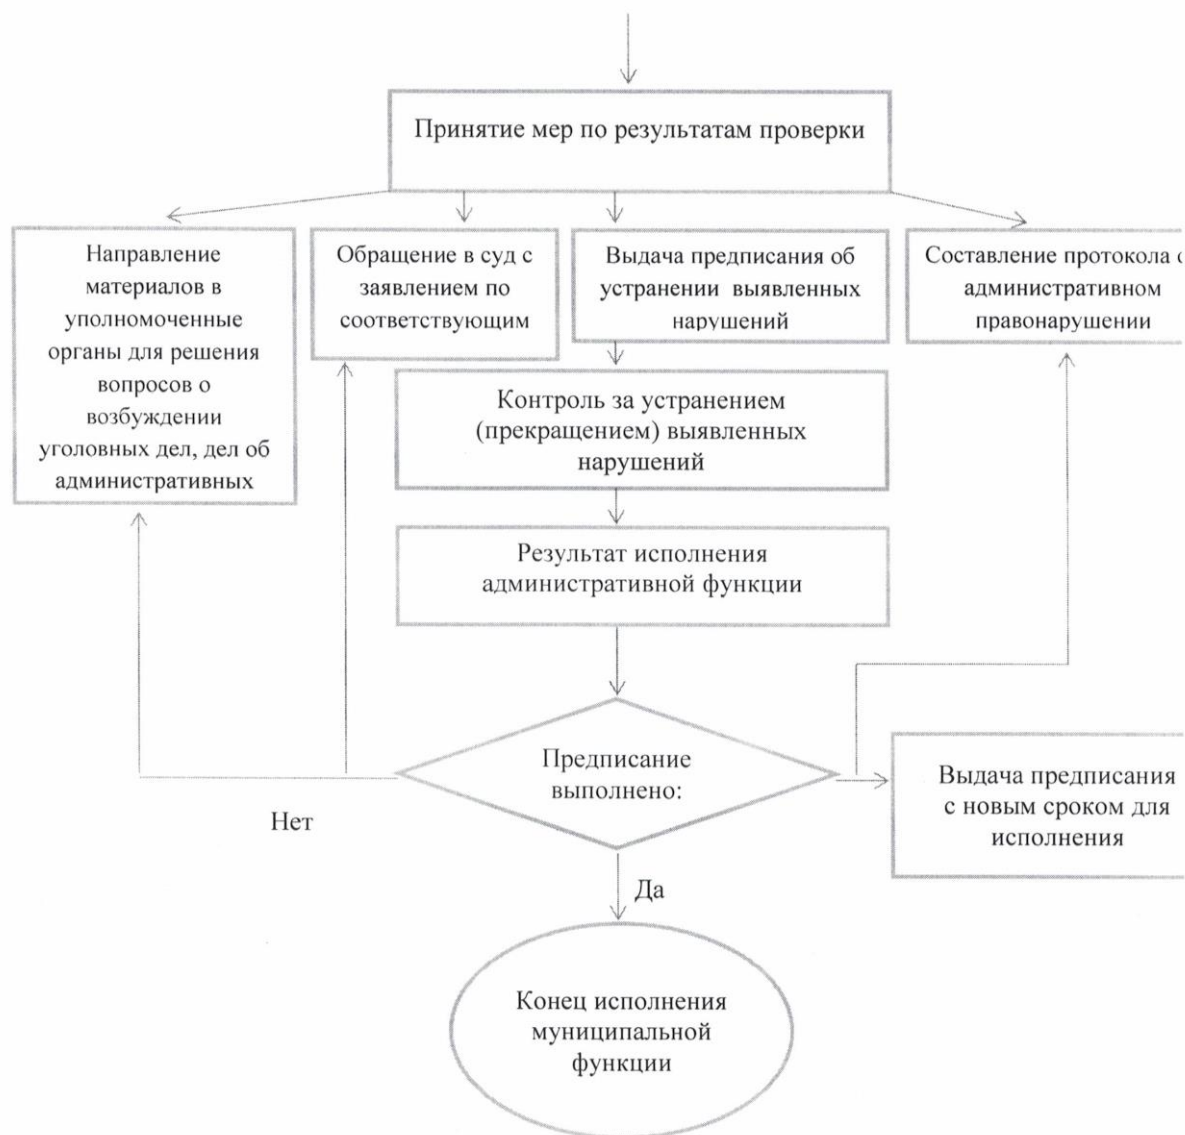 Принятие мер по результатам проверки
Направление
материалов в
уполномоченные
органы для решения
вопросов о
возбуждении
уголовных дел, дел об
административных
Обращение в суд с
заявлением по
соответствующим
Выдача предписания об
устранении выявленных
нарушений
Составление протокола
административном
правонарушении
Контроль за устранением
(прекращением) выявленных
нарушений
Результат исполнения
административной функции
Предписание
выполнено:
Нет
Выдача предписания
с новым сроком для
исполнения
Да
Конец исполнения
муниципальной
функции